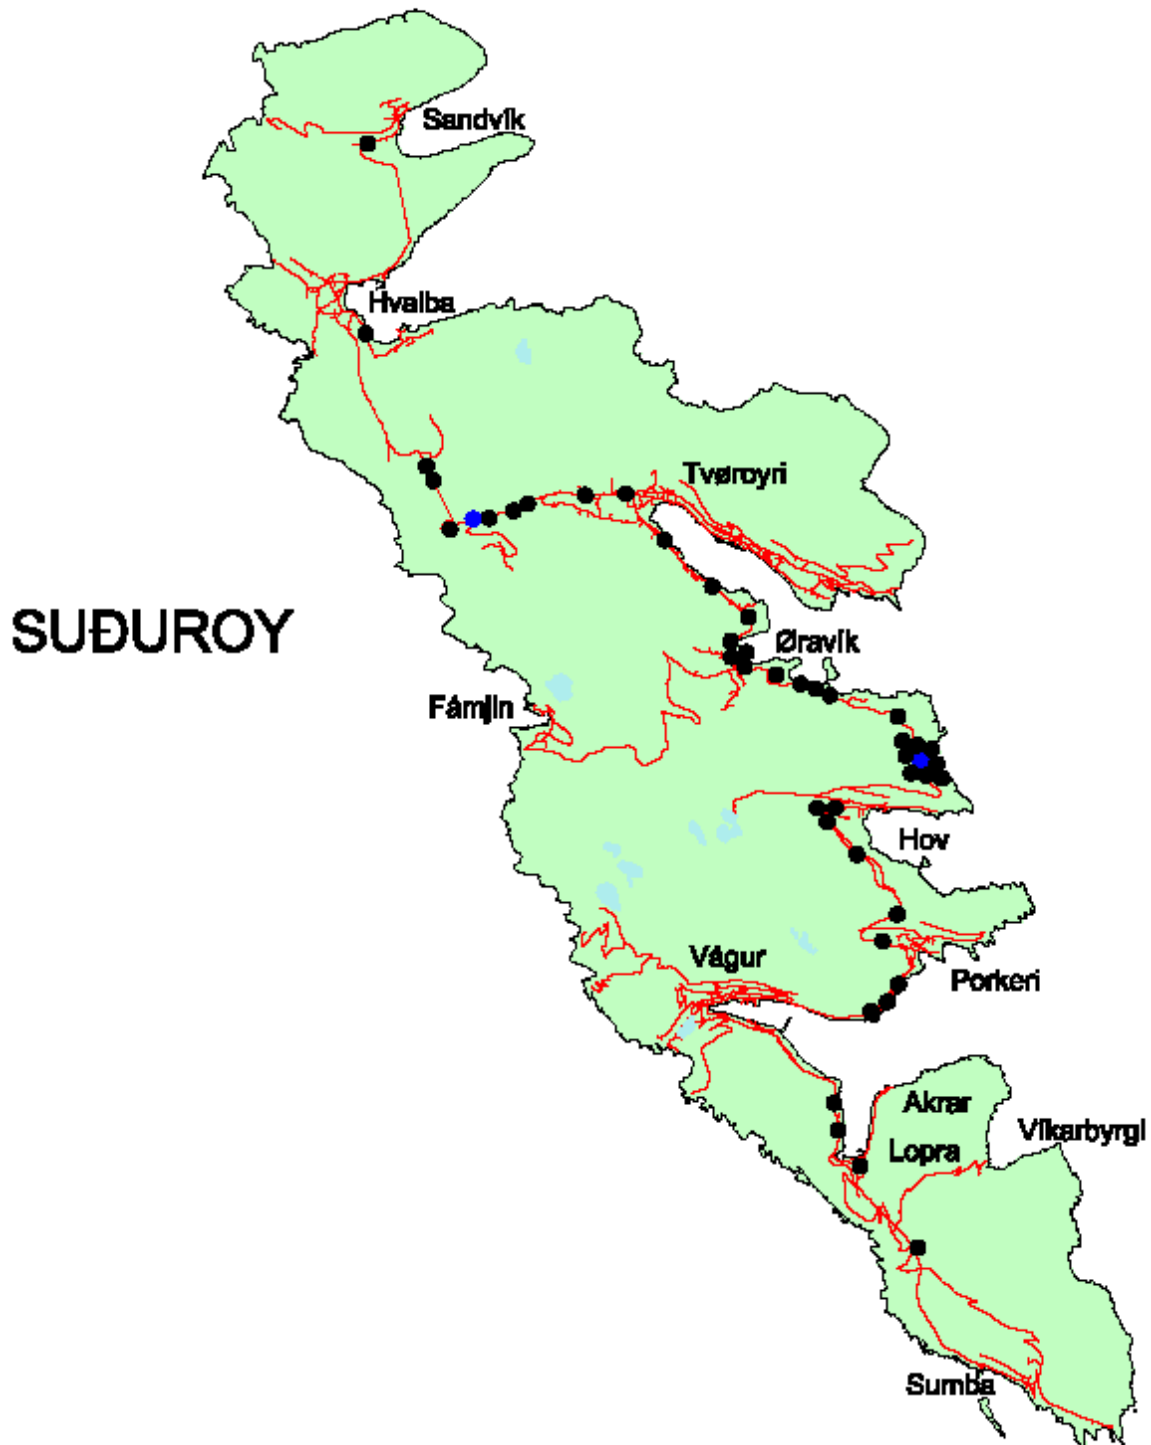 Sandvík
Hvalba
Tvøroyri
SUÐUROY
Øravík
Fámjin
Hov
Vágur
Porkeri
Akrar
Víkarbyrgi
Lopra
Sumba